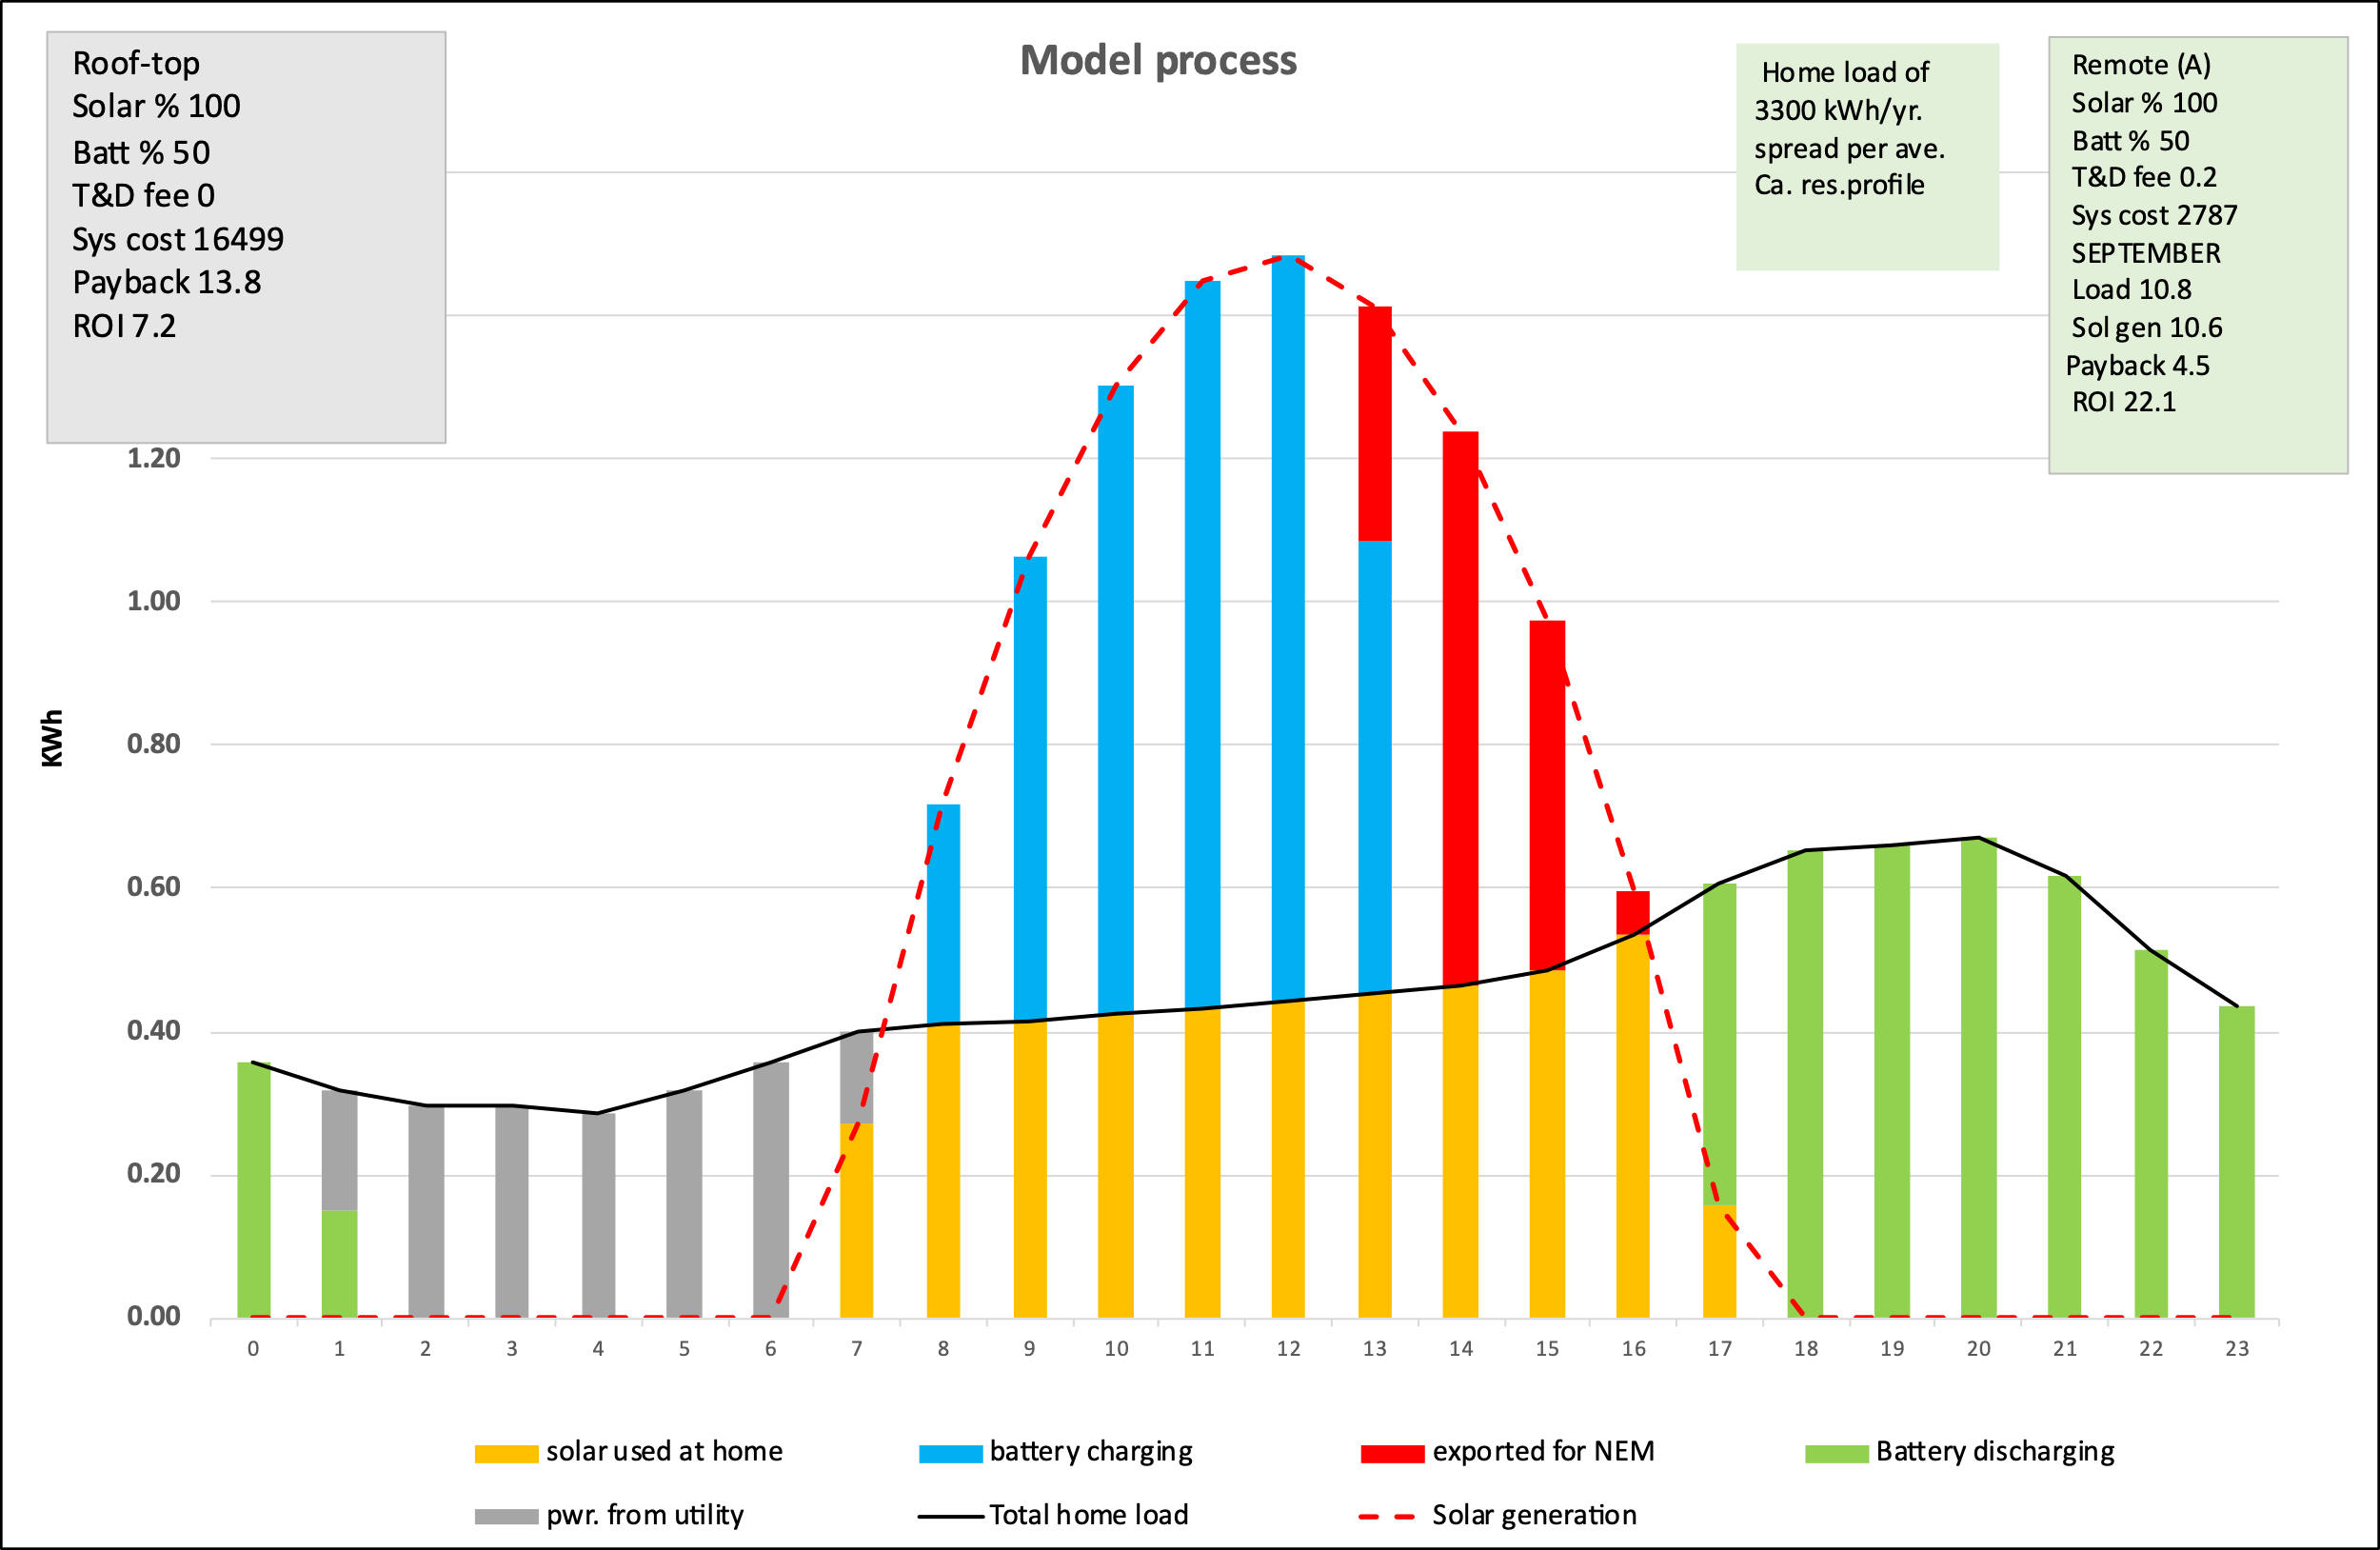 Model process
Roof-top
Solar % 100
Batt % 50
T&D fee 0
Sys cost 16499
Payback 13.8
ROI 7.2
Home load of
3300 kWh/yr.
spread per ave.
Ca. res.profile
Remote (A)
Solar % 100
Batt % 50
T&D fee 0.2
Sys cost 2787
SEPTEMBER
Load 10.8
Sol gen 10.6
Payback 4.5
ROI 22.1
KWh
1.20
1.00
0.80
0.60
0.40
0.20
0.00
0 1 2 3 4 5 6 7 8 9 10 11 12 13 14 15 16 17 18 19 20 21 22 23
solar used at home battery charging exported for NEM Battery discharging
pwr. from utility Total home load Solar generation